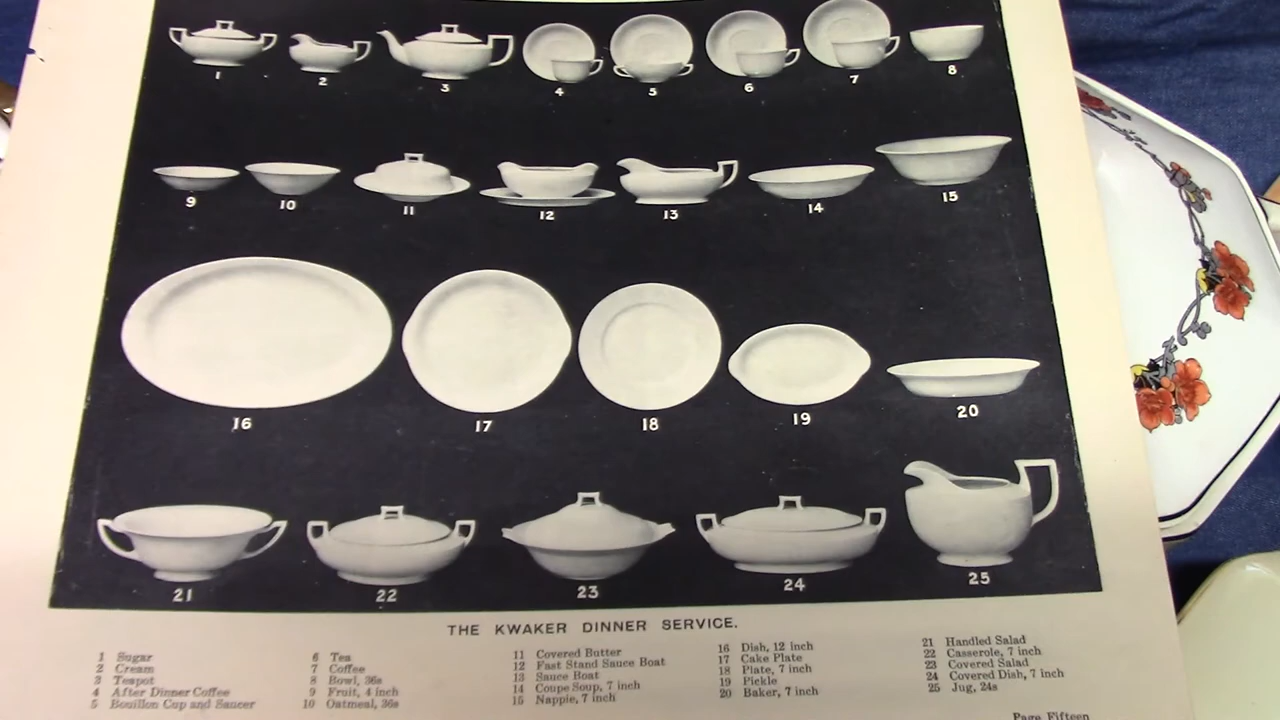 1 2 3 4 5 6 7 8
9 10 11 12 13 14 15
16 17 18 19 20
21 22 23 24 25
THE KWAKER DINNER SERVICE.
1 Sugar
2 Cream
3 Teapot
4 After Dinner Coffee
5 Bouillon Cup and Saucer
6 Tea
7 Coffee
8 Bowl, 36s
9 Fruit, 4 inch
10 Oatmeal, 36s
11 Covered Butter
12 Fast Stand Sauce Boat
13 Sauce Boat
14 Coupe Soup, 7 inch
15 Nappie, 7 inch
16 Dish, 12 inch
17 Cake Plate
18 Plate, 7 inch
19 Pickle
20 Baker, 7 inch
21 Handled Salad
22 Casserole, 7 inch
23 Covered Salad
24 Covered Dish, 7 inch
25 Jug, 24s
Page Fifteen